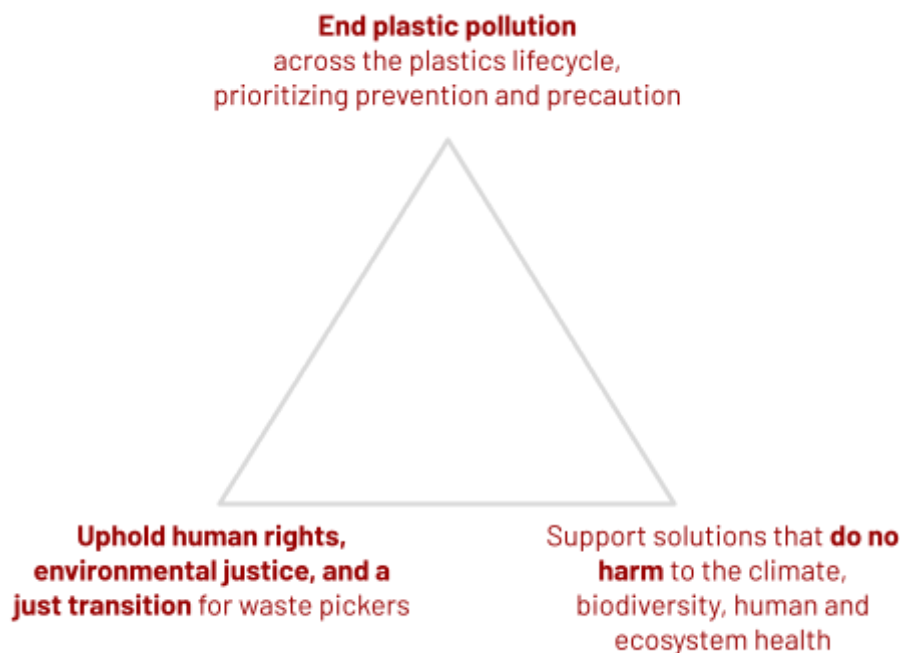 End plastic pollution
across the plastics lifecycle,
prioritizing prevention and precaution
Uphold human rights,
environmental justice, and a
just transition for waste pickers
Support solutions that do no
harm to the climate,
biodiversity, human and
ecosystem health